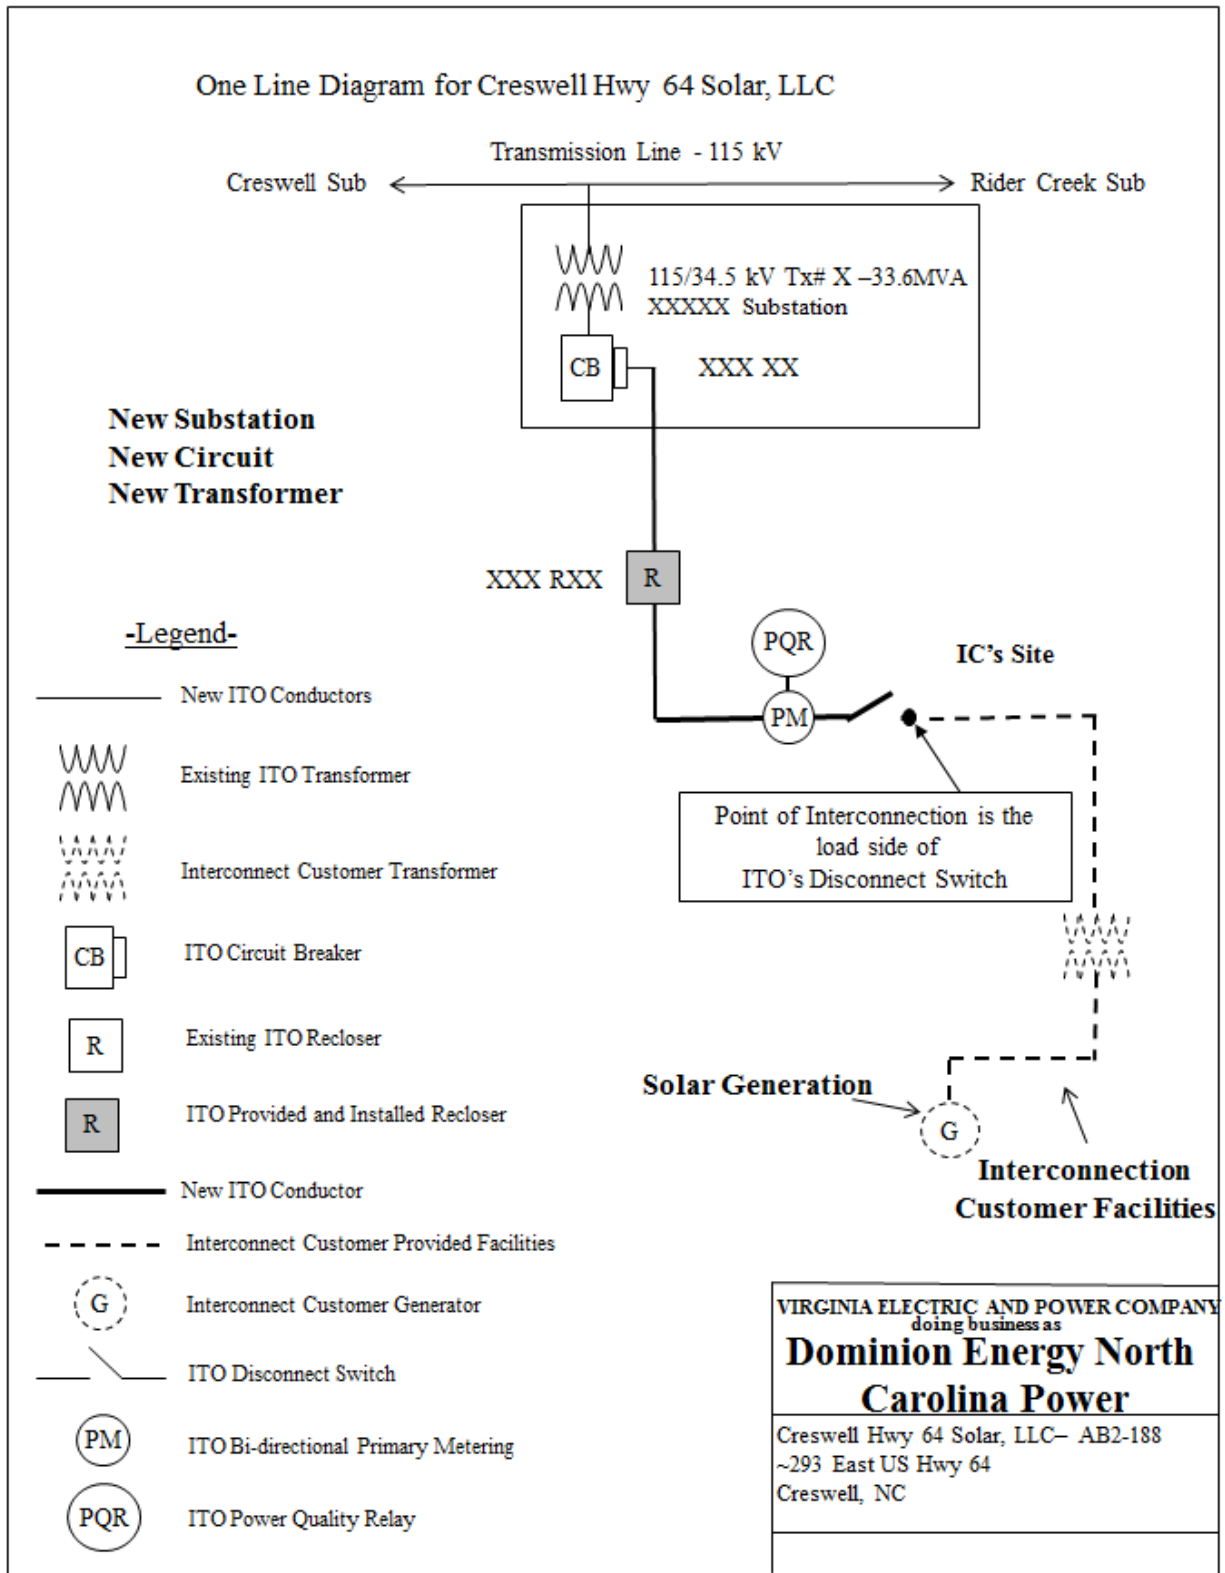 One Line Diagram for Creswell Hwy 64 Solar, LLC
Transmission Line - 115 kV
Creswell Sub
Rider Creek Sub
115/34.5 kV Tx# X –33.6MVA
XXXXX Substation
CB
XXX XX
New Substation
New Circuit
New Transformer
XXX RXX
R
PQR
IC's Site
PM
Point of Interconnection is the
load side of
ITO's Disconnect Switch
Solar Generation
G
Interconnection
Customer Facilities
-Legend-
New ITO Conductors
Existing ITO Transformer
Interconnect Customer Transformer
CB
ITO Circuit Breaker
R
Existing ITO Recloser
R
ITO Provided and Installed Recloser
New ITO Conductor
Interconnect Customer Provided Facilities
G
Interconnect Customer Generator
ITO Disconnect Switch
PM
ITO Bi-directional Primary Metering
PQR
ITO Power Quality Relay
VIRGINIA ELECTRIC AND POWER COMPANY
doing business as
Dominion Energy North
Carolina Power
Creswell Hwy 64 Solar, LLC– AB2-188
~293 East US Hwy 64
Creswell, NC